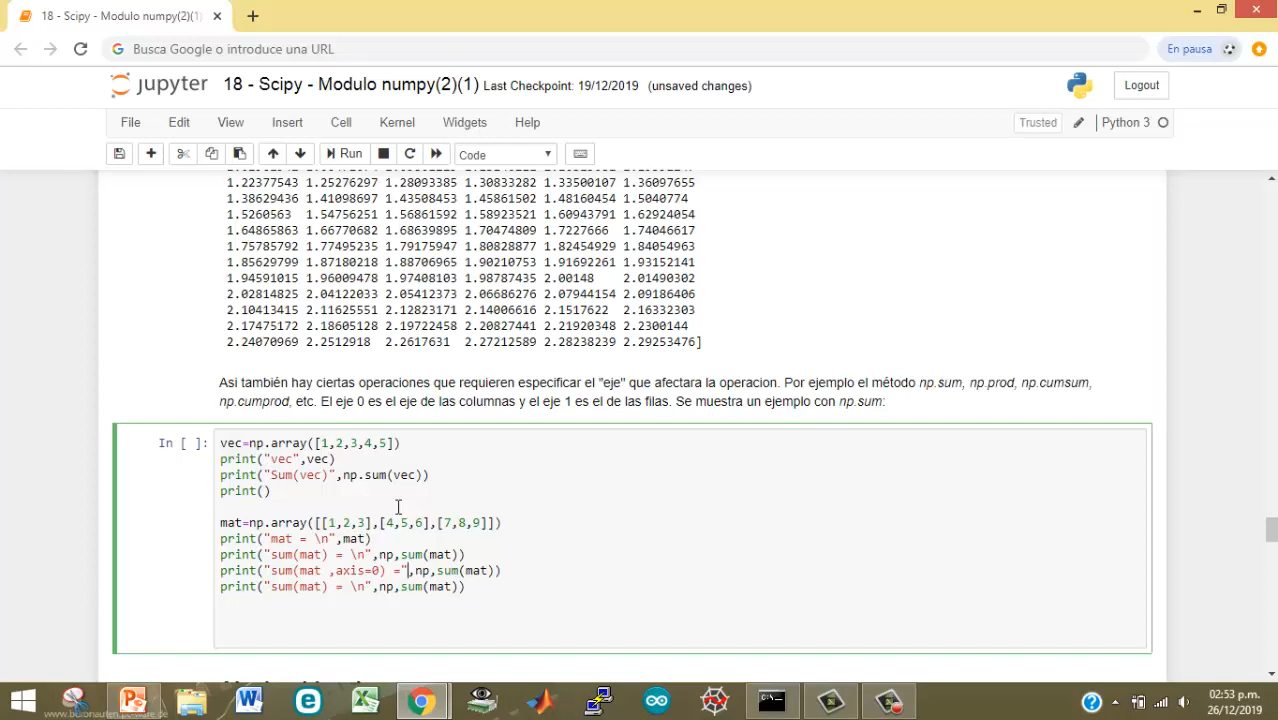 18 - Scipy - Modulo numpy(2)(1)
Busca Google o introduce una URL
En pausa
jupyter 18 - Scipy - Modulo numpy(2)(1) Last Checkpoint: 19/12/2019 (unsaved changes)
Logout
File Edit View Insert Cell Kernel Widgets Help
Trusted Python 3
Run Code
1.22377543 1.25276297 1.28093385 1.30833282 1.33500107 1.36097655
1.38629436 1.41098697 1.43508453 1.45861502 1.48160454 1.5040774
1.5260563 1.54756251 1.56861592 1.58923521 1.60943791 1.62924054
1.64865863 1.66770682 1.68639895 1.70474809 1.7227666 1.74046617
1.75785792 1.77495235 1.79175947 1.80828877 1.82454929 1.84054963
1.85629799 1.87180218 1.88706965 1.90210753 1.91692261 1.93152141
1.94591015 1.96009478 1.97408103 1.98787435 2.00148 2.01490302
2.02814825 2.04122033 2.05412373 2.06686276 2.07944154 2.09186406
2.10413415 2.11625551 2.12823171 2.14006616 2.1517622 2.16332303
2.17475172 2.18605128 2.19722458 2.20827441 2.21920348 2.2300144
2.24070969 2.2512918 2.2617631 2.27212589 2.28238239 2.29253476]
Asi también hay ciertas operaciones que requieren especificar el "eje" que afectara la operacion. Por ejemplo el método np.sum, np.prod, np.cumsum,
np.cumprod, etc. El eje 0 es el eje de las columnas y el eje 1 es el de las filas. Se muestra un ejemplo con np.sum:
In [ ]:
vec=np.array([1,2,3,4,5])
print("vec",vec)
print("Sum(vec)",np.sum(vec))
print()
mat=np.array([[1,2,3],[4,5,6],[7,8,9]])
print("mat = \n",mat)
print("sum(mat) = \n",np,sum(mat))
print("sum(mat ,axis=0) =",np,sum(mat))
print("sum(mat) = \n",np,sum(mat))
02:53 p.m.
26/12/2019